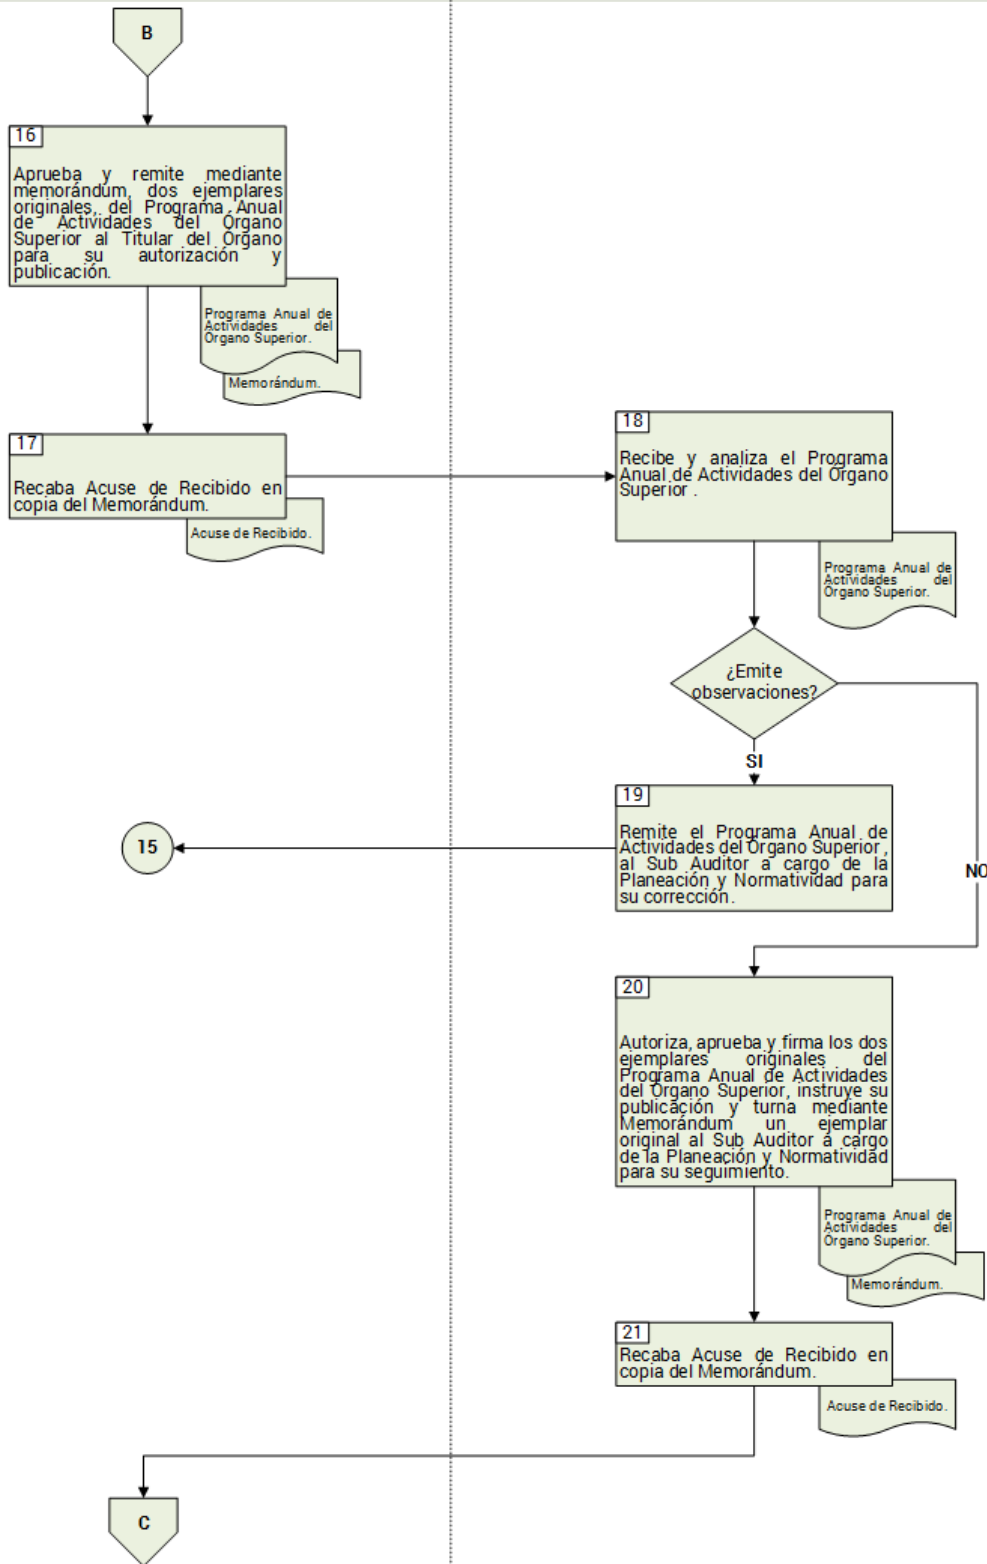 B
16
Aprueba y remite mediante
memorándum, dos ejemplares
originales, del Programa Anual
de Actividades del Órgano
Superior al Titular del Órgano
para su autorización y
publicación.
Programa Anual de
Actividades del
Órgano Superior.
Memorándum.
17
Recaba Acuse de Recibido en
copia del Memorándum.
Acuse de Recibido.
18
Recibe y analiza el Programa
Anual de Actividades del Órgano
Superior .
Programa Anual de
Actividades del
Órgano Superior.
¿Emite
observaciones?
SI
NO
19
Remite el Programa Anual de
Actividades del Órgano Superior ,
al Sub Auditor a cargo de la
Planeación y Normatividad para
su corrección.
15
20
Autoriza, aprueba y firma los dos
ejemplares originales del
Programa Anual de Actividades
del Órgano Superior, instruye su
publicación y turna mediante
Memorándum un ejemplar
original al Sub Auditor a cargo
de la Planeación y Normatividad
para su seguimiento.
Programa Anual de
Actividades del
Órgano Superior.
Memorándum.
21
Recaba Acuse de Recibido en
copia del Memorándum.
Acuse de Recibido.
C